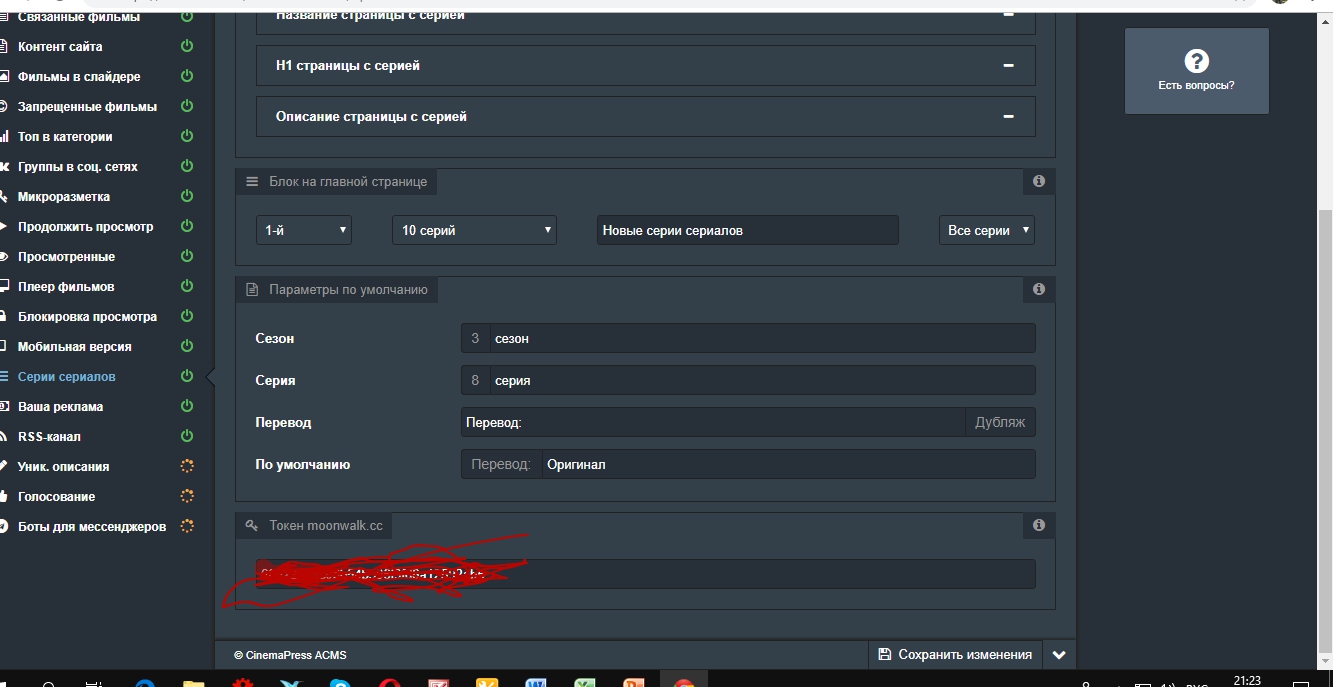 Связанные фильмы
Контент сайта
Фильмы в слайдере
Запрещенные фильмы
Топ в категории
Группы в соц. сетях
Микроразметка
Продолжить просмотр
Просмотренные
Плеер фильмов
Блокировка просмотра
Мобильная версия
Серии сериалов
Ваша реклама
RSS-канал
Уник. описания
Голосование
Боты для мессенджеров
Название страницы с серией
H1 страницы с серией
Описание страницы с серией
Блок на главной странице
1-й 10 серий Новые серии сериалов Все серии
Параметры по умолчанию
Сезон 3 сезон
Серия 8 серия
Перевод Перевод: Дубляж
По умолчанию Перевод: Оригинал
Токен moonwalk.cc
© CinemaPress ACMS Сохранить изменения
Есть вопросы?
21:23